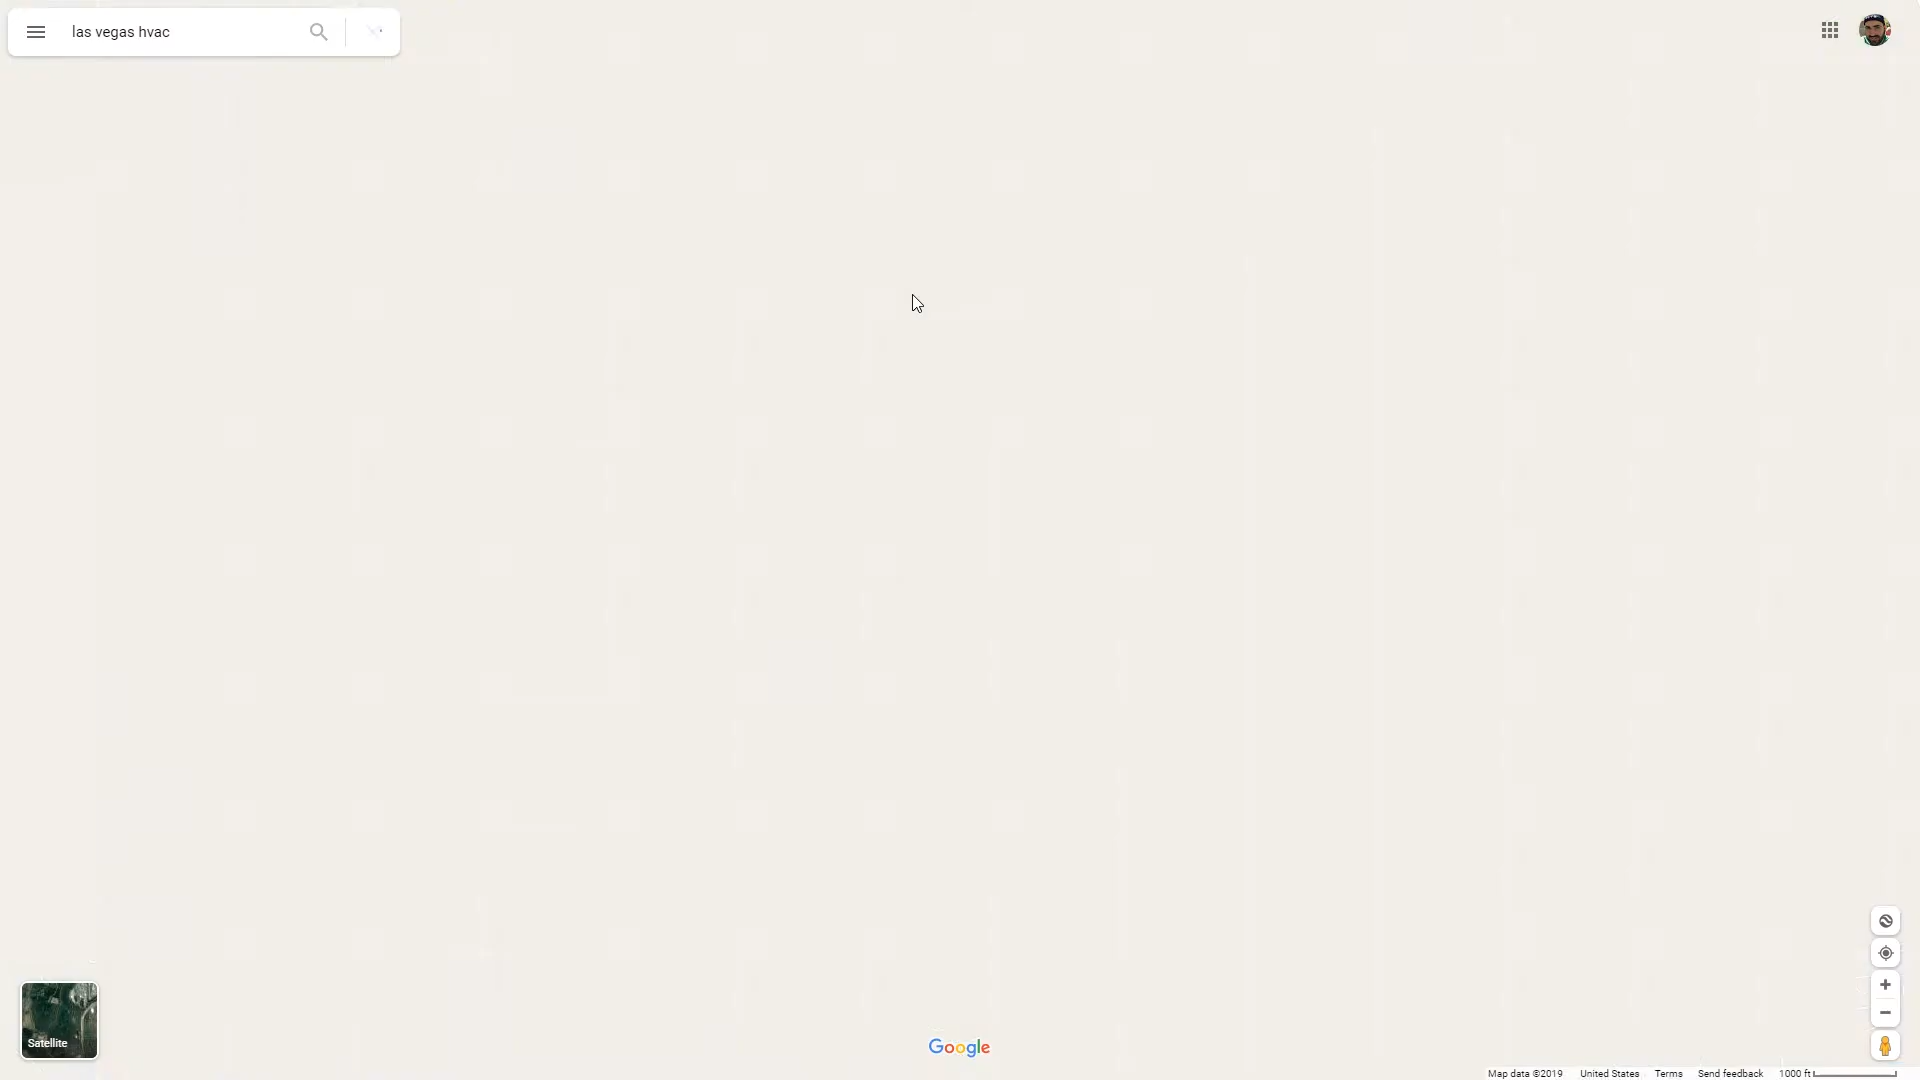 las vegas hvac
Satellite
Google
Map data ©2019 United States Terms Send feedback 1000 ft